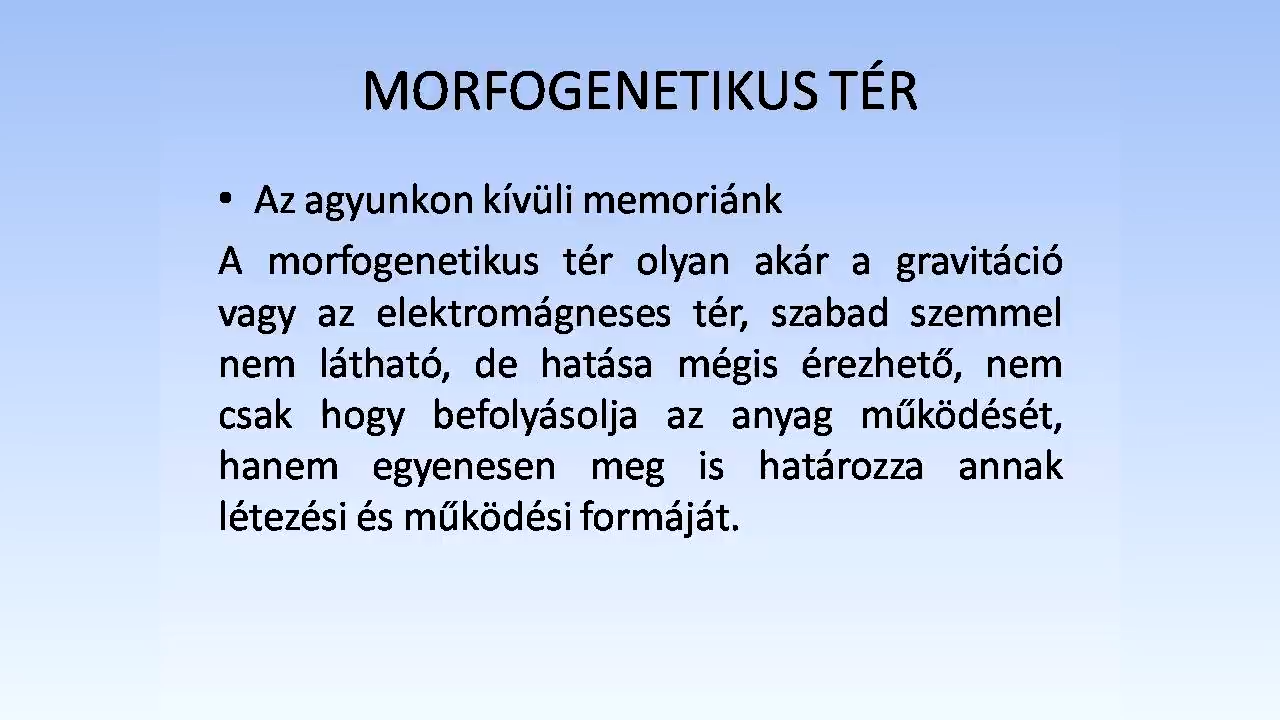 MORFOGENETIKUS TÉR
• Az agyunkon kívüli memoriánk
A morfogenetikus tér olyan akár a gravitáció
vagy az elektromágneses tér, szabad szemmel
nem látható, de hatása mégis érezhető, nem
csak hogy befolyásolja az anyag működését,
hanem egyenesen meg is határozza annak
létezési és működési formáját.